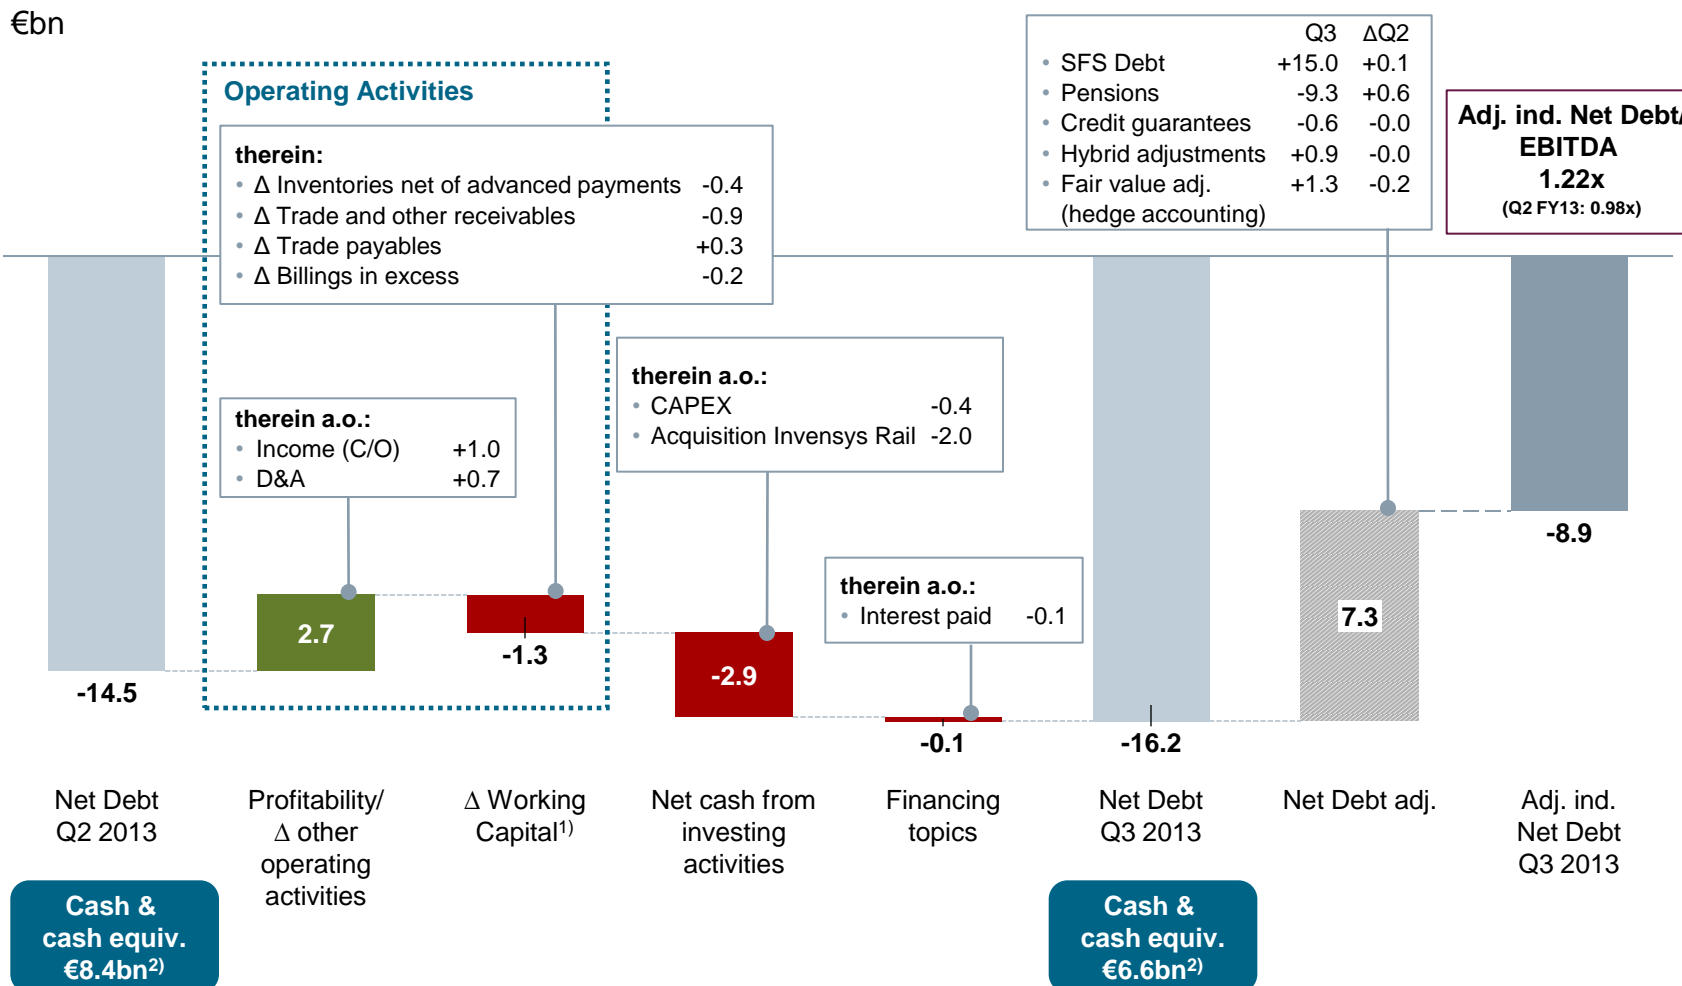 €bn
Operating Activities
therein:
• Δ Inventories net of advanced payments -0.4
• Δ Trade and other receivables -0.9
• Δ Trade payables +0.3
• Δ Billings in excess -0.2
therein a.o.:
• Income (C/O) +1.0
• D&A +0.7
therein a.o.:
• CAPEX -0.4
• Acquisition Invensys Rail -2.0
therein a.o.:
• Interest paid -0.1
Q3 ΔQ2
• SFS Debt +15.0 +0.1
• Pensions -9.3 +0.6
• Credit guarantees -0.6 -0.0
• Hybrid adjustments +0.9 -0.0
• Fair value adj. +1.3 -0.2
(hedge accounting)
Adj. ind. Net Debt/
EBITDA
1.22x
(Q2 FY13: 0.98x)
-14.5
2.7
-1.3
-2.9
-0.1
-16.2
7.3
-8.9
Net Debt
Q2 2013
Profitability/
Δ other
operating
activities
Δ Working
Capital1)
Net cash from
investing
activities
Financing
topics
Net Debt
Q3 2013
Net Debt adj.
Adj. ind.
Net Debt
Q3 2013
Cash &
cash equiv.
€8.4bn2)
Cash &
cash equiv.
€6.6bn2)